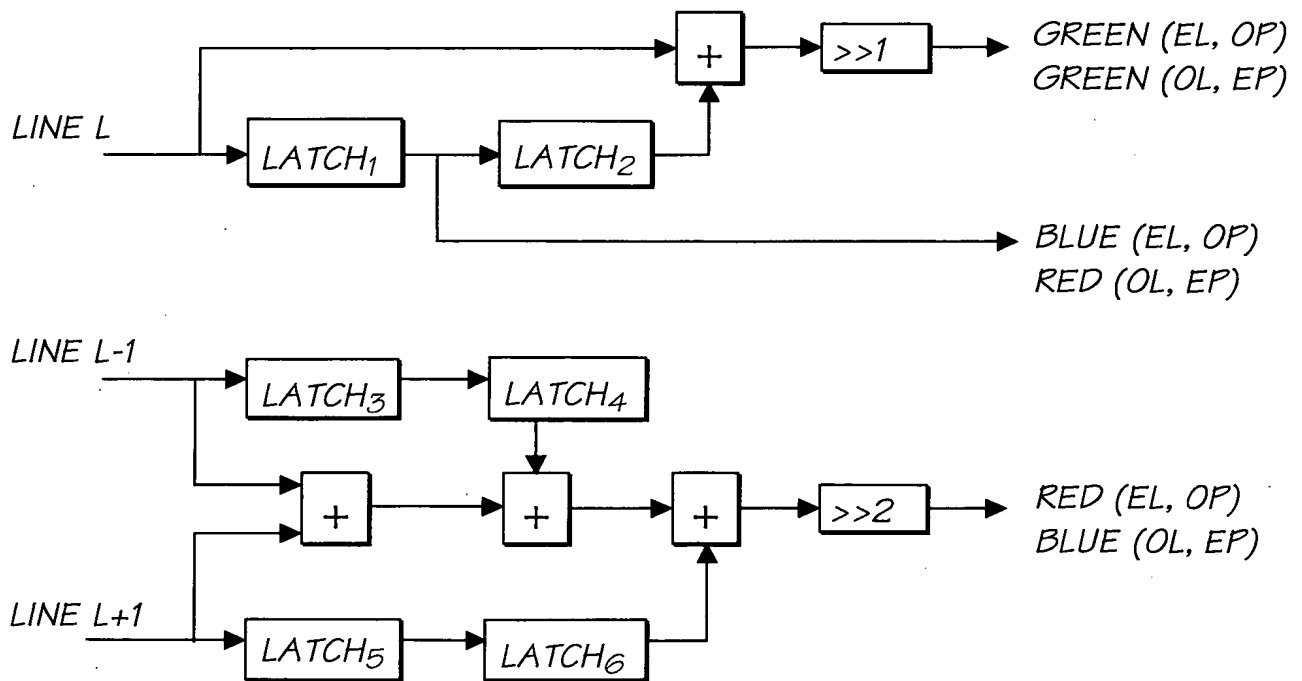 GREEN (EL, OP)
+
>>1
GREEN (OL, EP)
LINE L
LATCH1
LATCH2
BLUE (EL, OP)
RED (OL, EP)
LINE L-1
LATCH3
LATCH4
+
+
+
>>2
RED (EL, OP)
BLUE (OL, EP)
LINE L+1
LATCH5
LATCH6